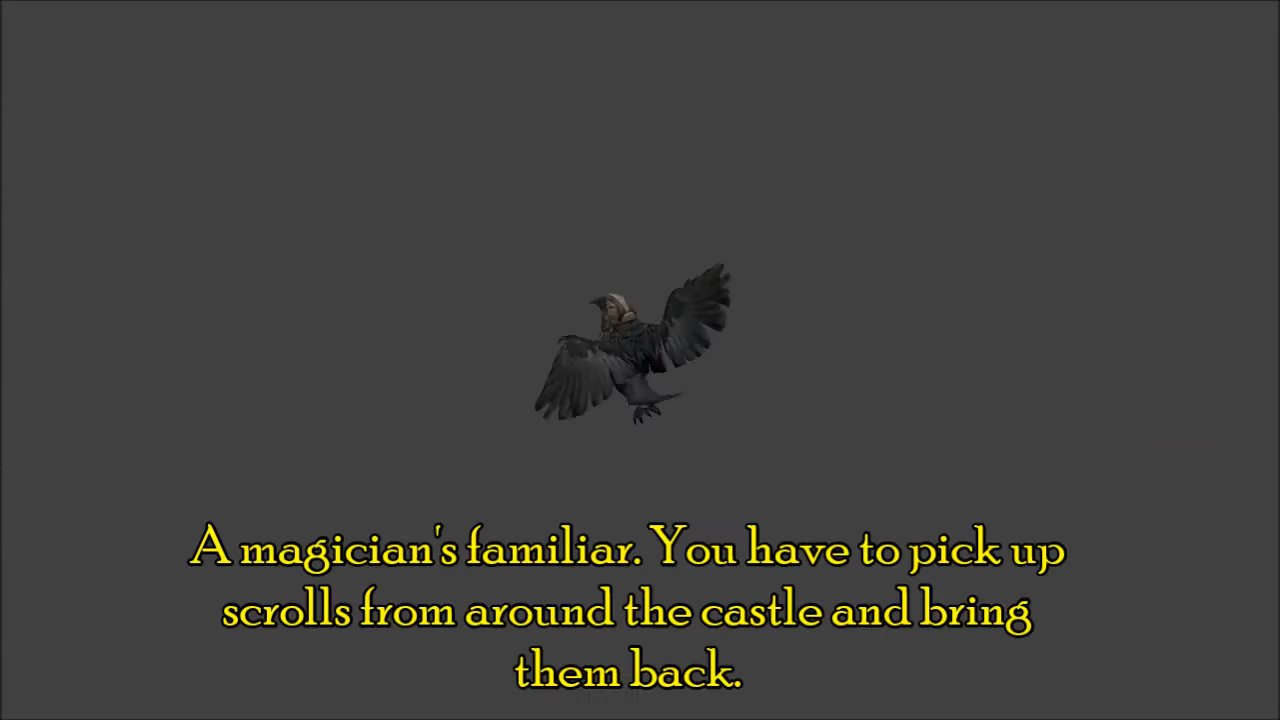 A magician's familiar. You have to pick up
scrolls from around the castle and bring
them back.